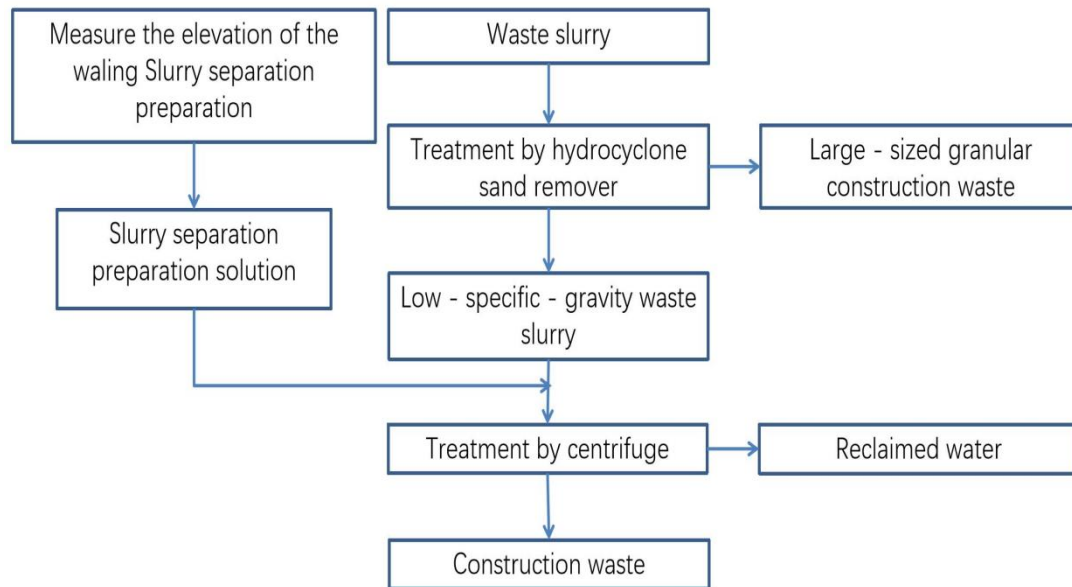 Measure the elevation of the
waling Slurry separation
preparation
Waste slurry
Treatment by hydrocyclone
sand remover
Large - sized granular
construction waste
Slurry separation
preparation solution
Low - specific - gravity waste
slurry
Treatment by centrifuge
Reclaimed water
Construction waste